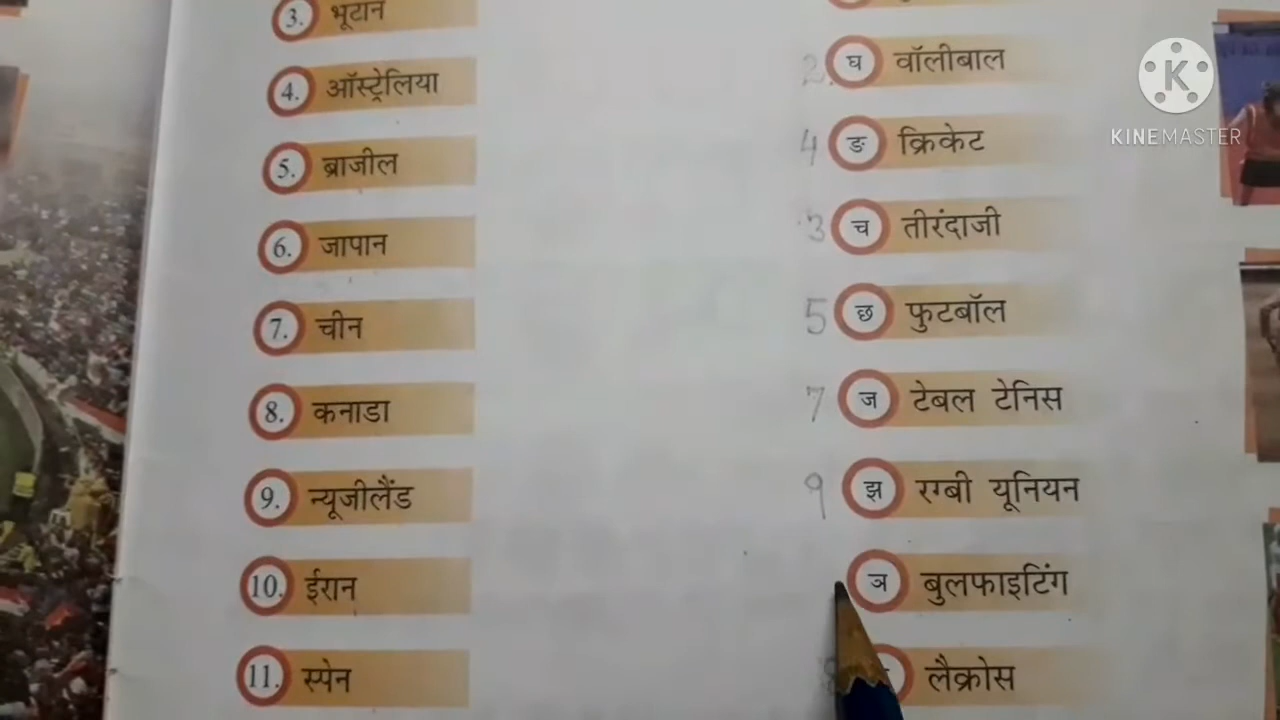 3. भूटान
4. ऑस्ट्रेलिया
5. ब्राजील
6. जापान
7. चीन
8. कनाडा
9. न्यूजीलैंड
10. ईरान
11. स्पेन
2. घ वॉलीबाल
4 ङ क्रिकेट
3 च तीरंदाजी
5 छ फुटबॉल
7 ज टेबल टेनिस
9 झ रग्बी यूनियन
ञ बुलफाइटिंग
लैक्रोस
K
KINEMASTER